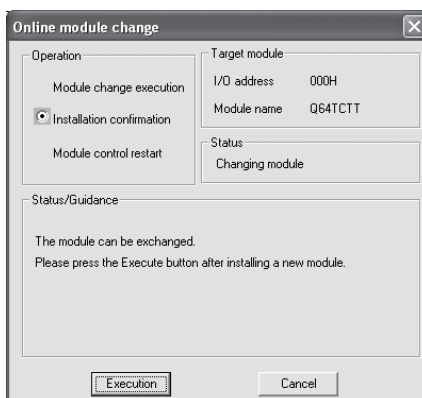 Online module change
Operation
Module change execution
Installation confirmation
Module control restart
Target module
I/O address 000H
Module name Q64TCTT
Status
Changing module
Status/Guidance
The module can be exchanged.
Please press the Execute button after installing a new module.
Execution Cancel